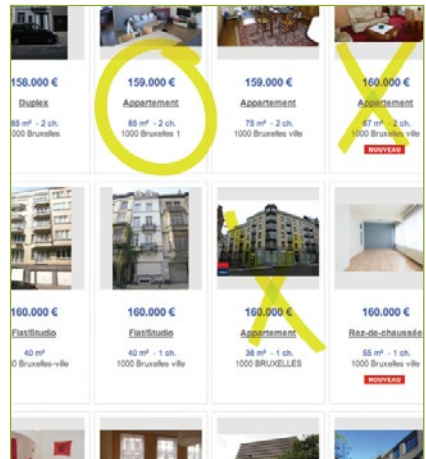 158.000 €
159.000 €
159.000 €
160.000 €
Duplex
Appartement
Appartement
Appartement
85 m² - 2 ch.
85 m² - 2 ch.
75 m² - 2 ch.
67 m² - 2 ch.
1000 Bruxelles
1000 Bruxelles 1
1000 Bruxelles ville
1000 Bruxelles ville
NOUVEAU
160.000 €
160.000 €
160.000 €
160.000 €
Flat/Studio
Flat/Studio
Appartement
Rez-de-chaussée
40 m²
40 m² - 1 ch.
38 m² - 1 ch.
55 m² - 1 ch.
0 Bruxelles-ville
1000 Bruxelles ville
1000 BRUXELLES
1000 Bruxelles ville
NOUVEAU